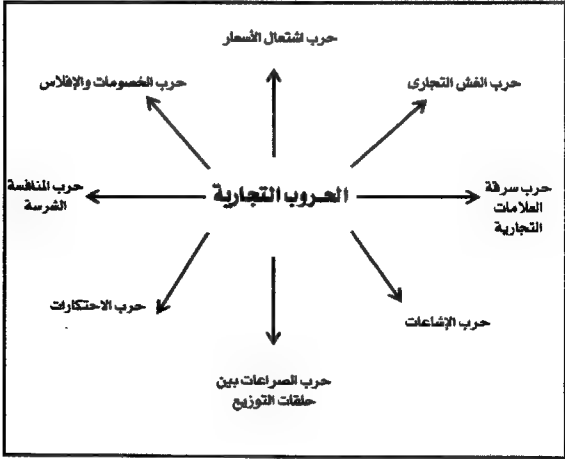 حرب اشتعال الأسعار
حرب الغش التجارى
حرب الخصومات والإفلاس
الحروب التجارية
حرب سرقة
العلامات
التجارية
حرب المنافسة
الشرسة
حرب الاحتكارات
حرب الإشاعات
حرب الصراعات بين
حلقات التوزيع